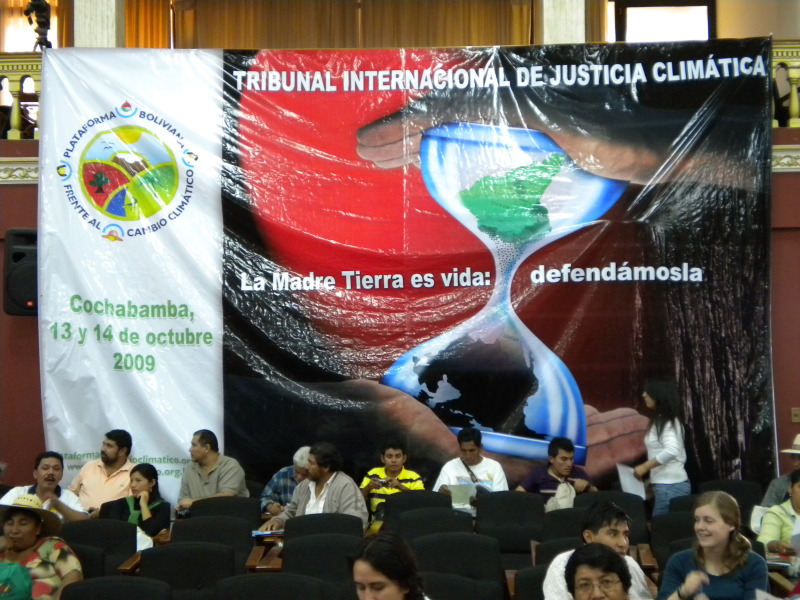 TRIBUNAL INTERNACIONAL DE JUSTICIA CLIMÁTICA
PLATAFORMA BOLIVIANA
FRENTE AL CAMBIO CLIMÁTICO
La Madre Tierra es vida: defendámosla
Cochabamba,
13 y 14 de octubre
2009